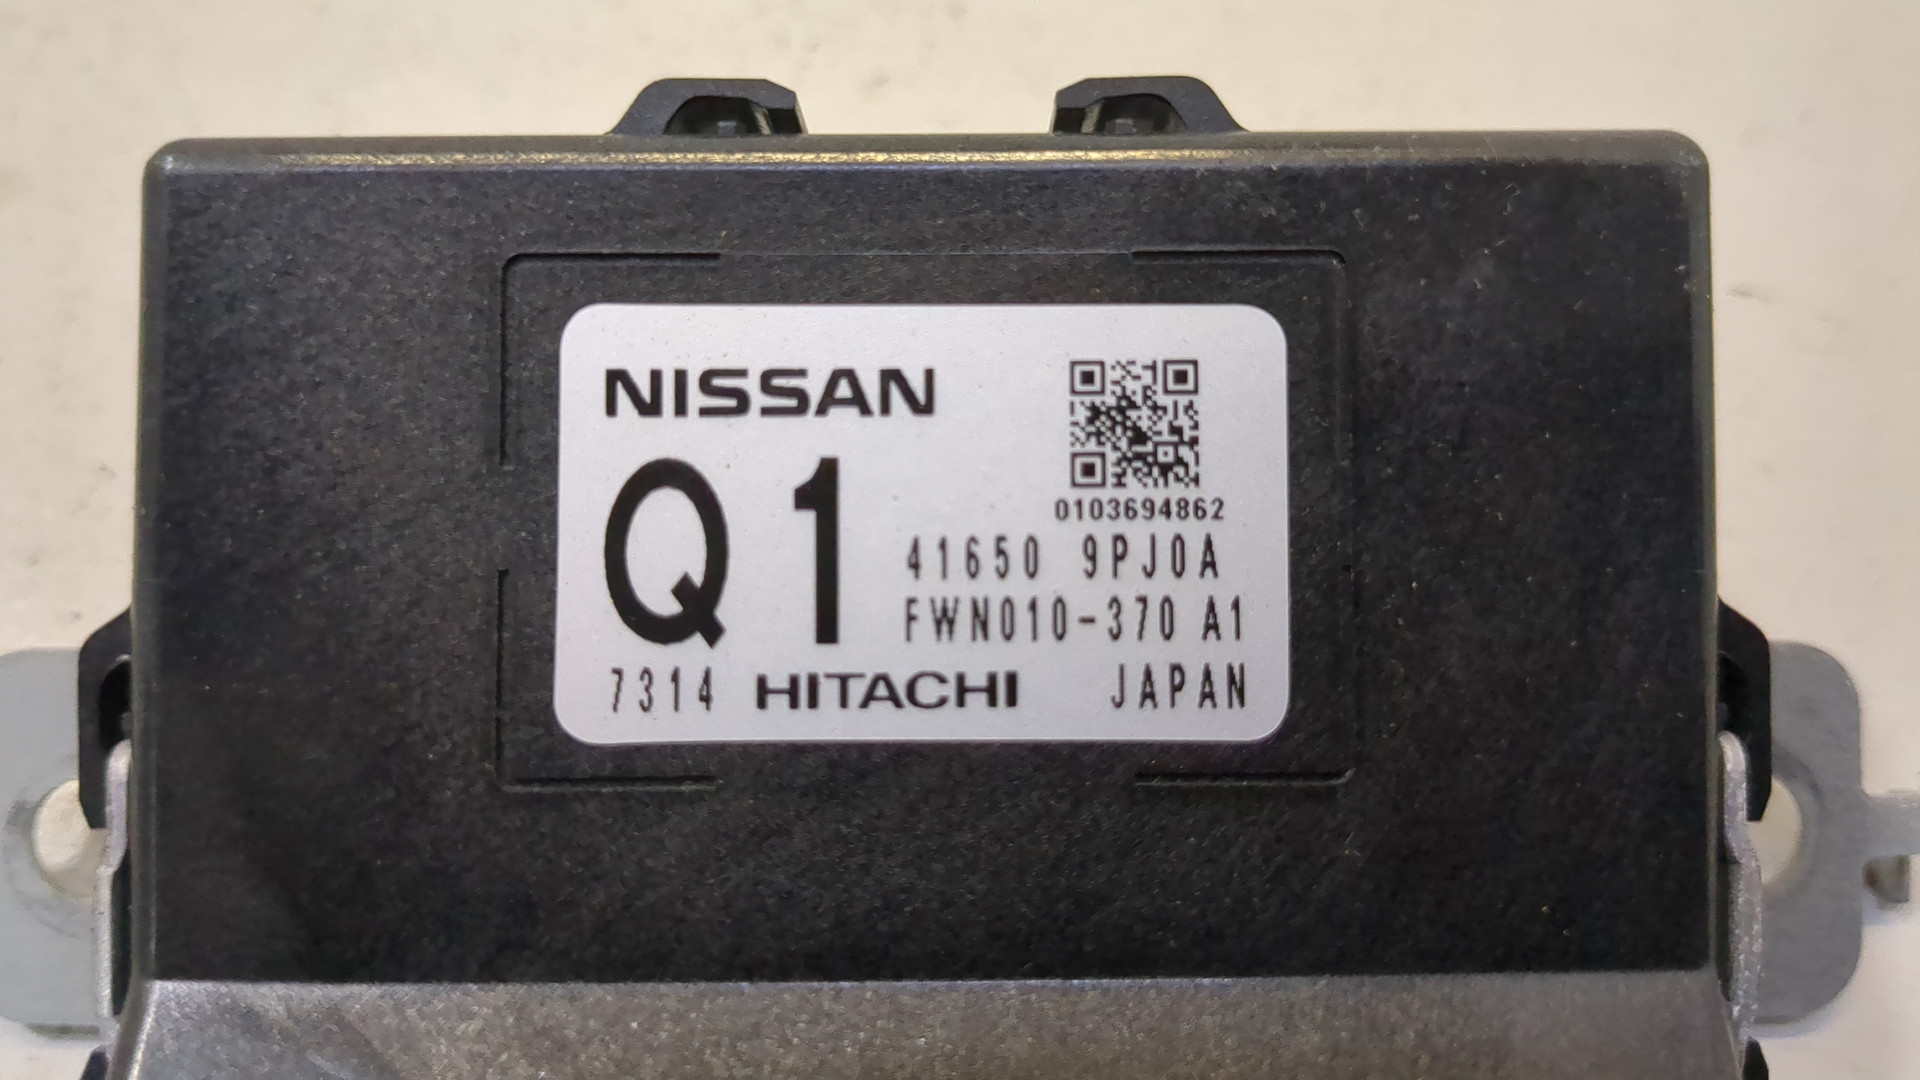 NISSAN
0103694862
Q1
41650 9PJ0A
FWN010-370 A1
7314 HITACHI JAPAN